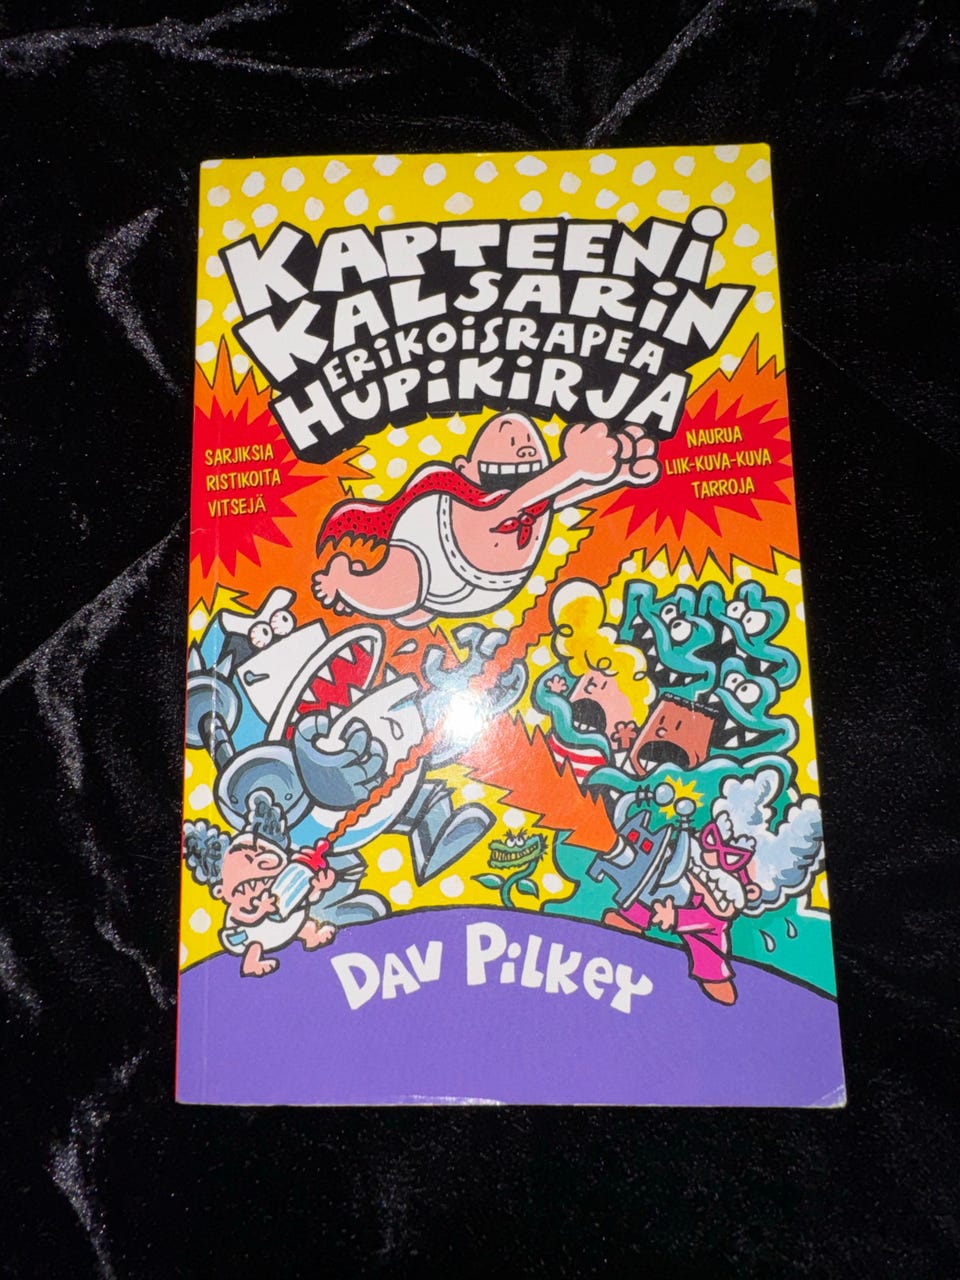 KAPTEENI
KALSARIN
ERIKOISRAPEA
HUPIKIRJA
SARJIKSIA
RISTIKOITA
VITSEJÄ
NAURUA
LIIK-KUVA-KUVA
TARROJA
DAV PILKEY